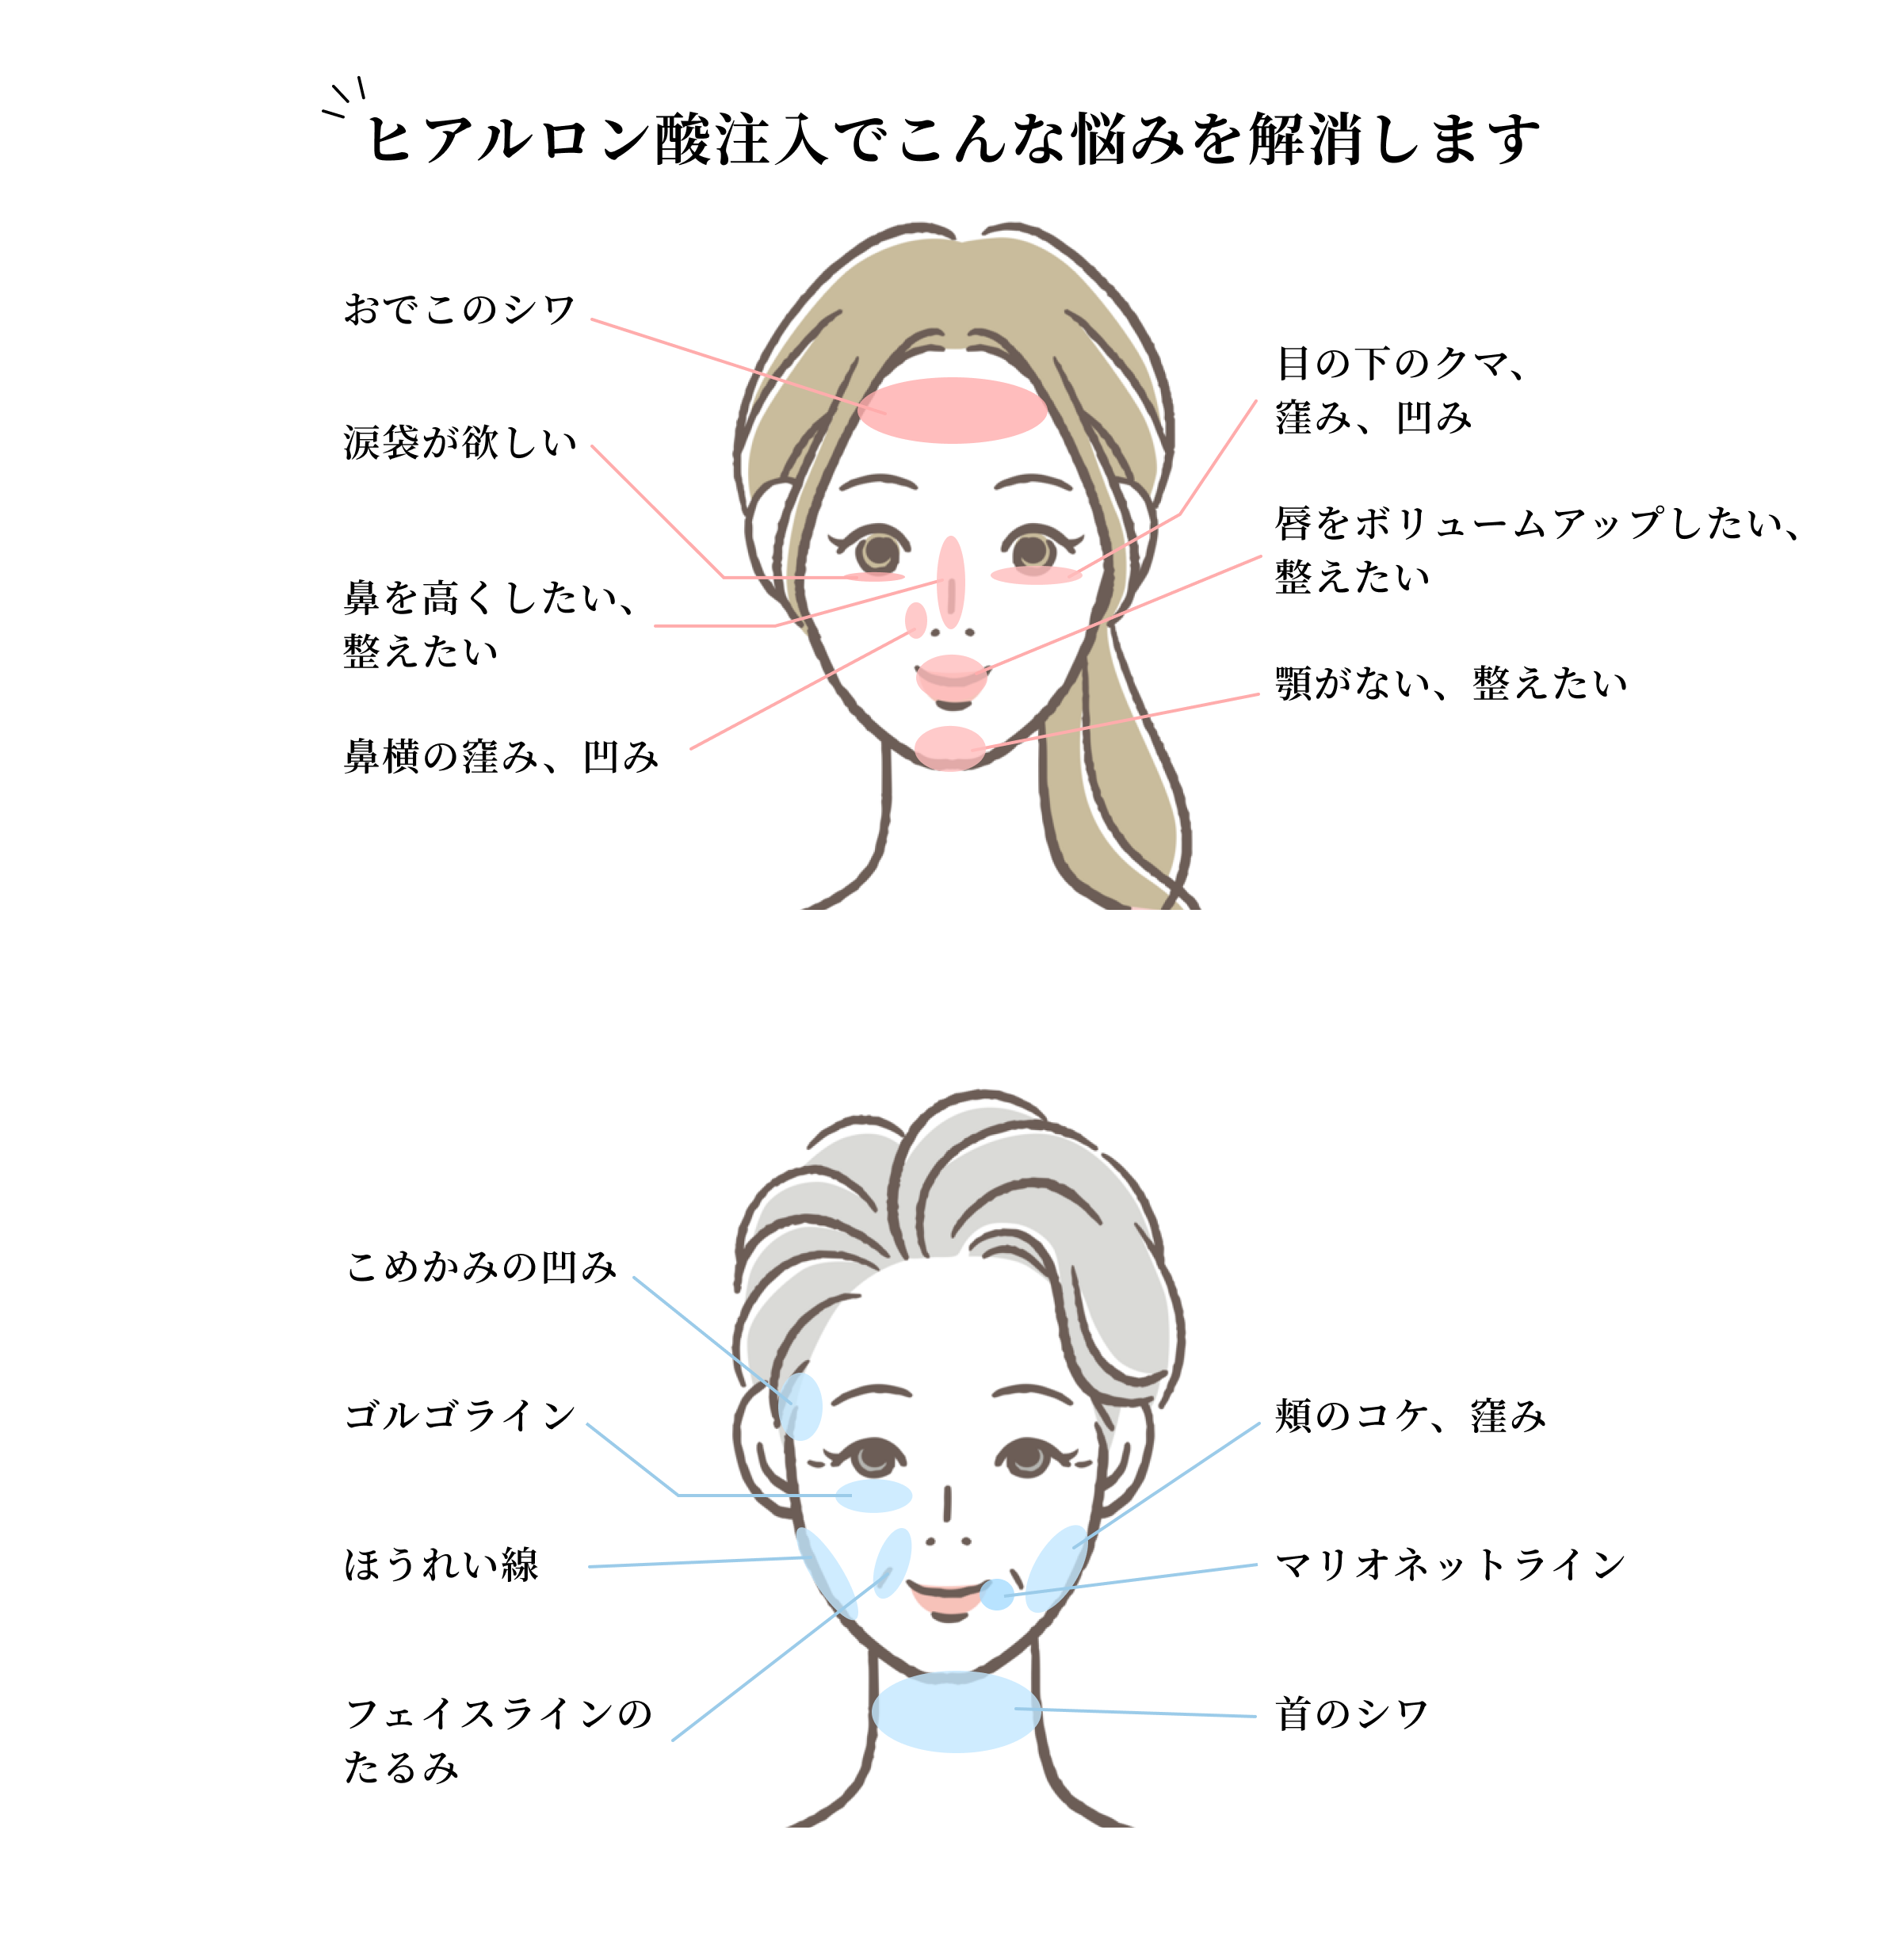 ヒアルロン酸注入でこんな悩みを解消します
おでこのシワ
涙袋が欲しい
鼻を高くしたい、
整えたい
鼻横の窪み、凹み
目の下のクマ、
窪み、凹み
唇をボリュームアップしたい、
整えたい
顎がない、整えたい
こめかみの凹み
ゴルゴライン
ほうれい線
フェイスラインの
たるみ
頬のコケ、窪み
マリオネットライン
首のシワ